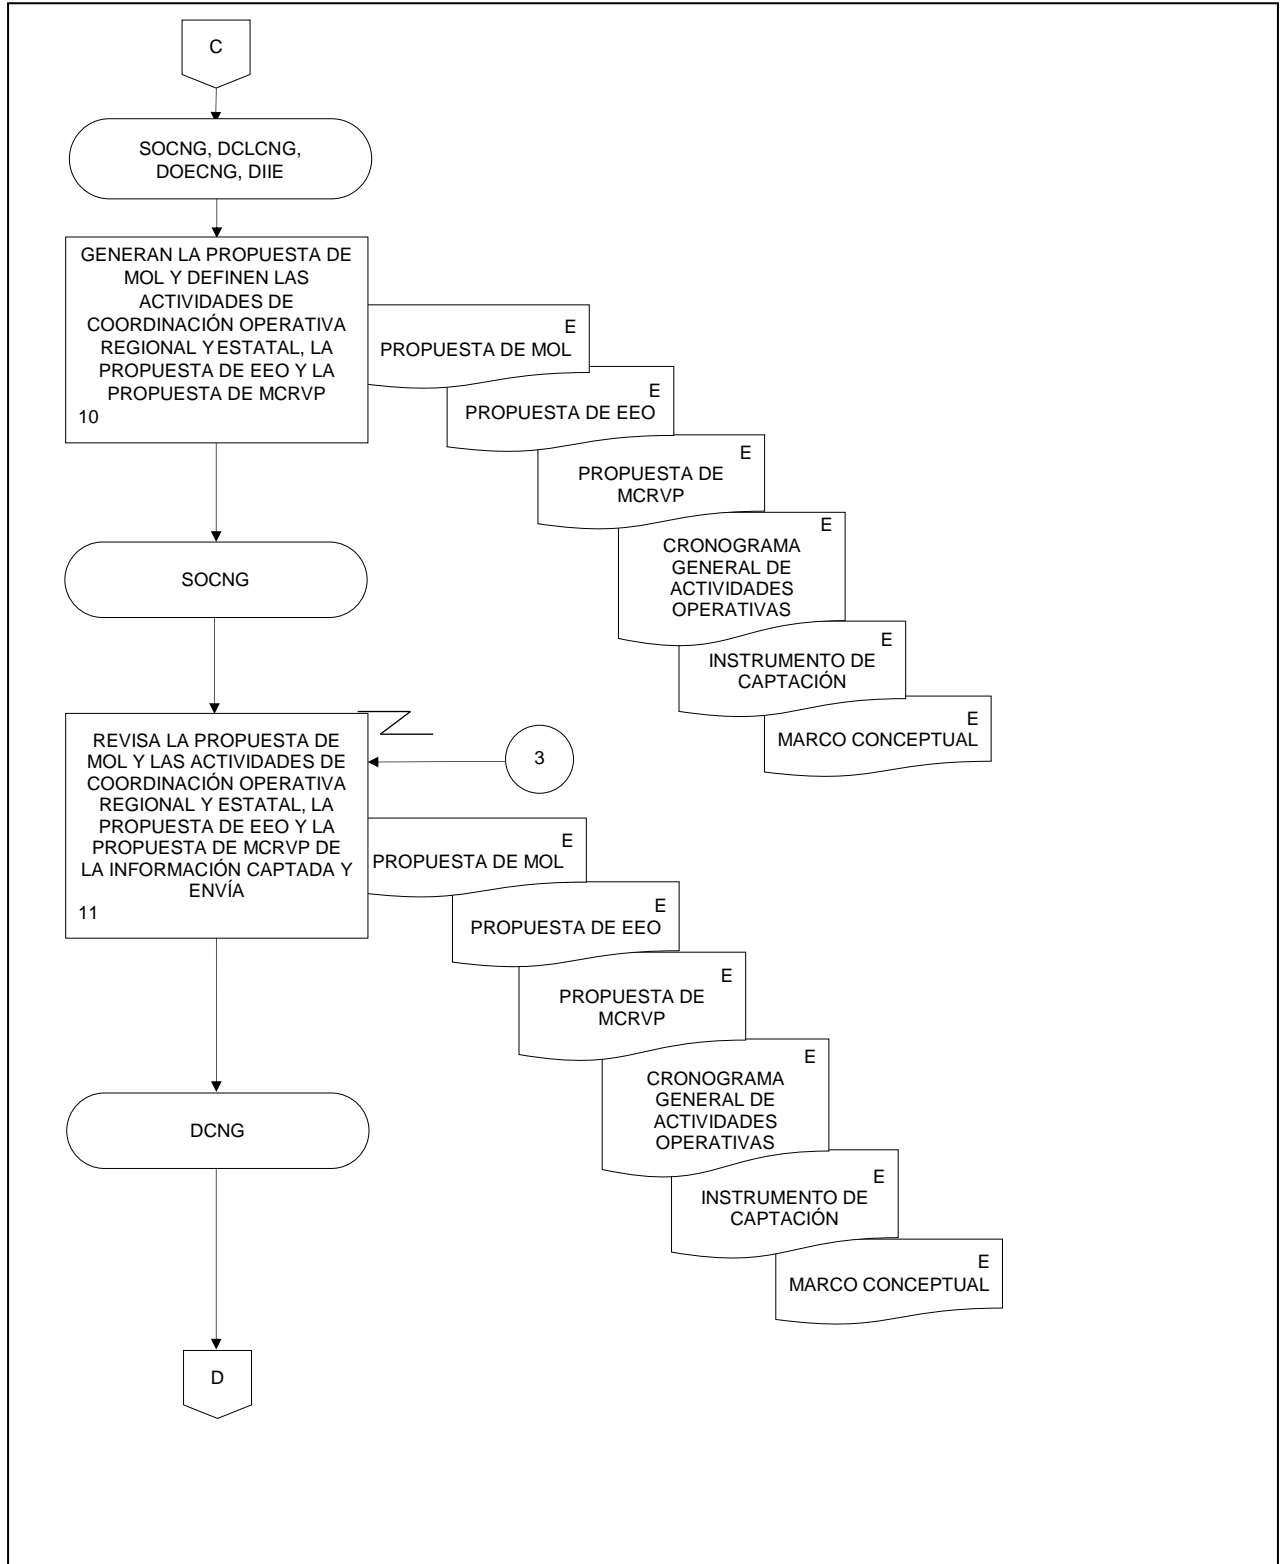 C
SOCNG, DCLCNG,
DOECNG, DIIE
GENERAN LA PROPUESTA DE
MOL Y DEFINEN LAS
ACTIVIDADES DE
COORDINACIÓN OPERATIVA
REGIONAL Y ESTATAL, LA
PROPUESTA DE EEO Y LA
PROPUESTA DE MCRVP
10
E
PROPUESTA DE MOL
E
PROPUESTA DE EEO
E
PROPUESTA DE
MCRVP
E
CRONOGRAMA
GENERAL DE
ACTIVIDADES
OPERATIVAS
E
INSTRUMENTO DE
CAPTACIÓN
E
MARCO CONCEPTUAL
SOCNG
REVISA LA PROPUESTA DE
MOL Y LAS ACTIVIDADES DE
COORDINACIÓN OPERATIVA
REGIONAL Y ESTATAL, LA
PROPUESTA DE EEO Y LA
PROPUESTA DE MCRVP DE
LA INFORMACIÓN CAPTADA Y
ENVÍA
11
3
E
PROPUESTA DE MOL
E
PROPUESTA DE EEO
E
PROPUESTA DE
MCRVP
E
CRONOGRAMA
GENERAL DE
ACTIVIDADES
OPERATIVAS
E
INSTRUMENTO DE
CAPTACIÓN
E
MARCO CONCEPTUAL
DCNG
D